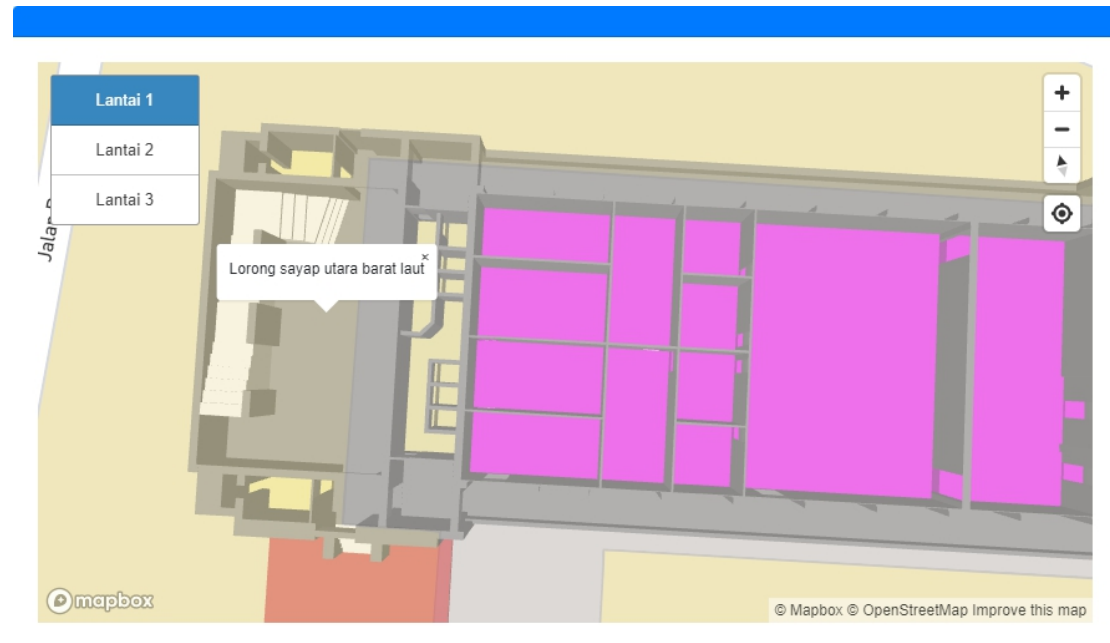 Lantai 1
Lantai 2
Lantai 3
+
−
Lorong sayap utara barat laut
×
mapbox
© Mapbox © OpenStreetMap Improve this map